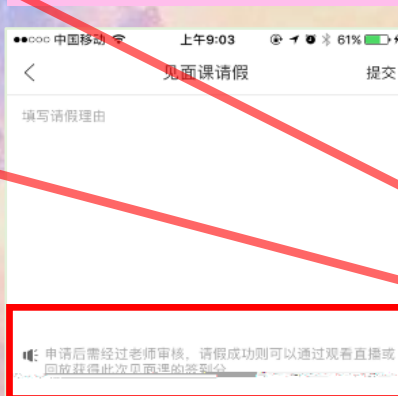 中国移动 上午9:03 61%
见面课请假 提交
填写请假理由
申请后需经过老师审核，请假成功则可以通过观看直播或
回放获得此次见面课的签到分